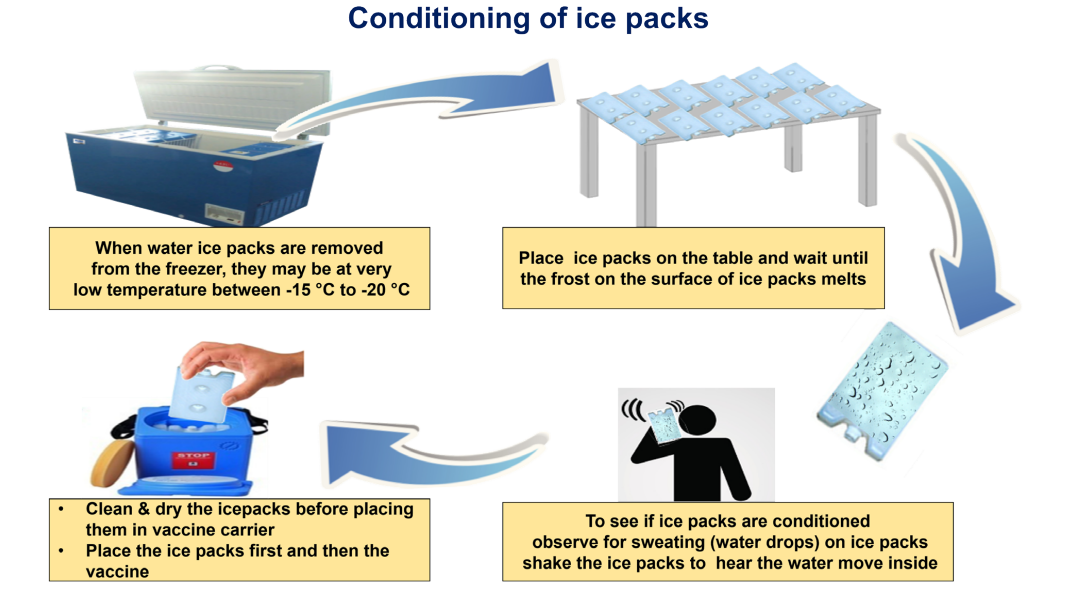 Conditioning of ice packs
When water ice packs are removed
from the freezer, they may be at very
low temperature between -15 °C to -20 °C
Place ice packs on the table and wait until
the frost on the surface of ice packs melts
To see if ice packs are conditioned
observe for sweating (water drops) on ice packs
shake the ice packs to hear the water move inside
STOP
• Clean & dry the icepacks before placing
them in vaccine carrier
• Place the ice packs first and then the
vaccine